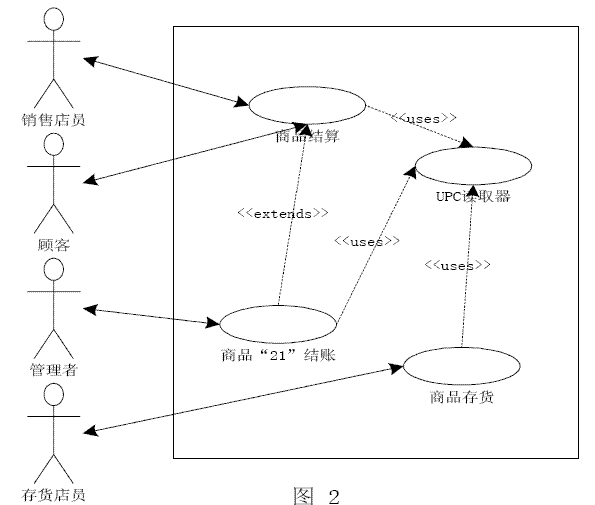 销售店员
商品结算
<<uses>>
UPC读取器
<<extends>>
顾客
<<uses>>
<<uses>>
管理者
商品“21”结账
商品存货
存货店员
图 2